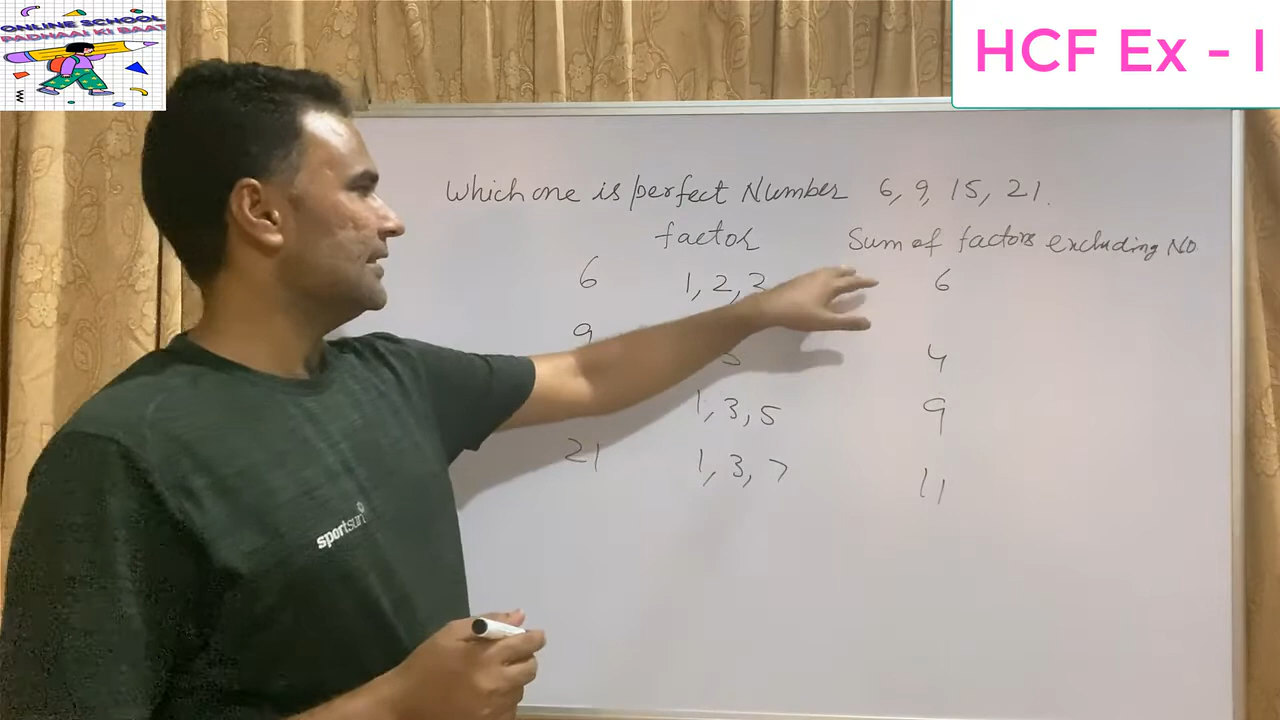 ONLINE SCHOOL
PADHAAI KI BAAT
HCF Ex - I
Which one is perfect Number 6, 9, 15, 21.
factor Sum of factors excluding NO
6 1, 2, 3 6
9 3 4
1, 3, 5 9
21 1, 3, 7 11
sportsun